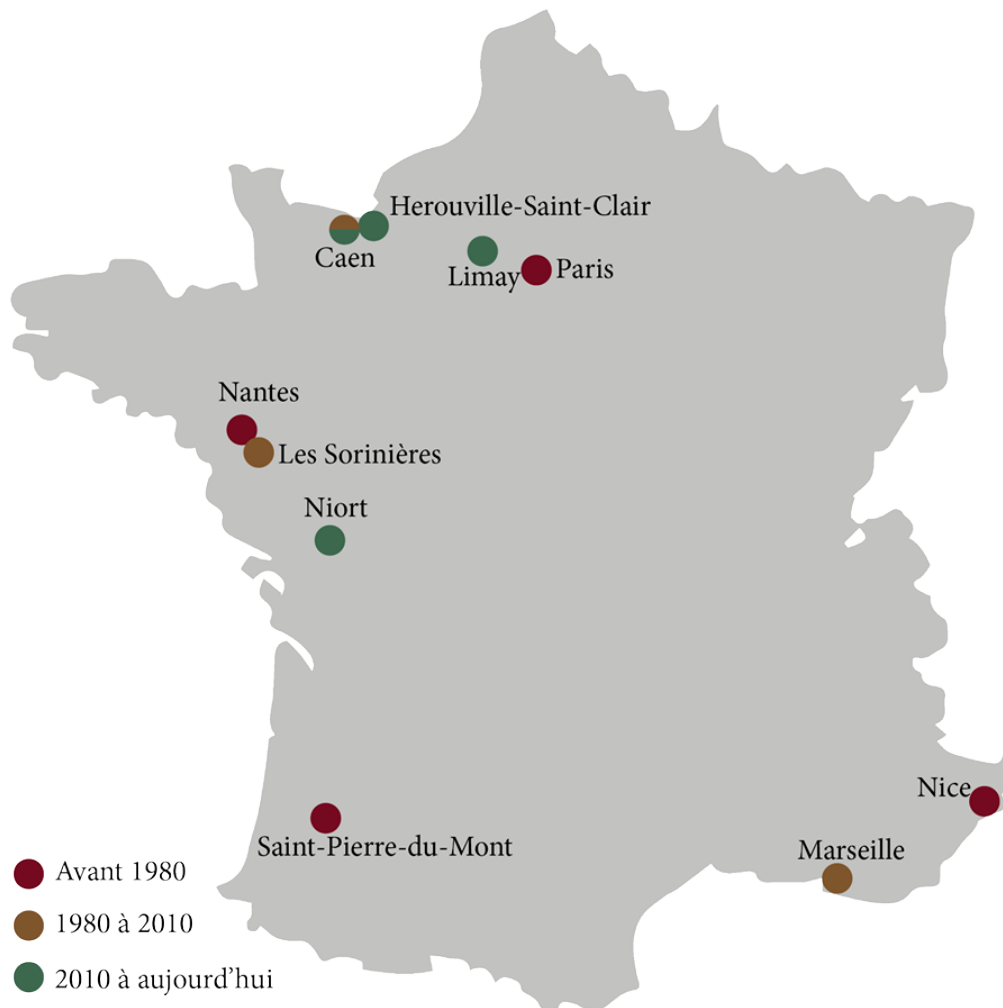 Herouville-Saint-Clair
Caen
Limay
Paris
Nantes
Les Sorinières
Niort
Nice
Saint-Pierre-du-Mont
Marseille
Avant 1980
1980 à 2010
2010 à aujourd'hui